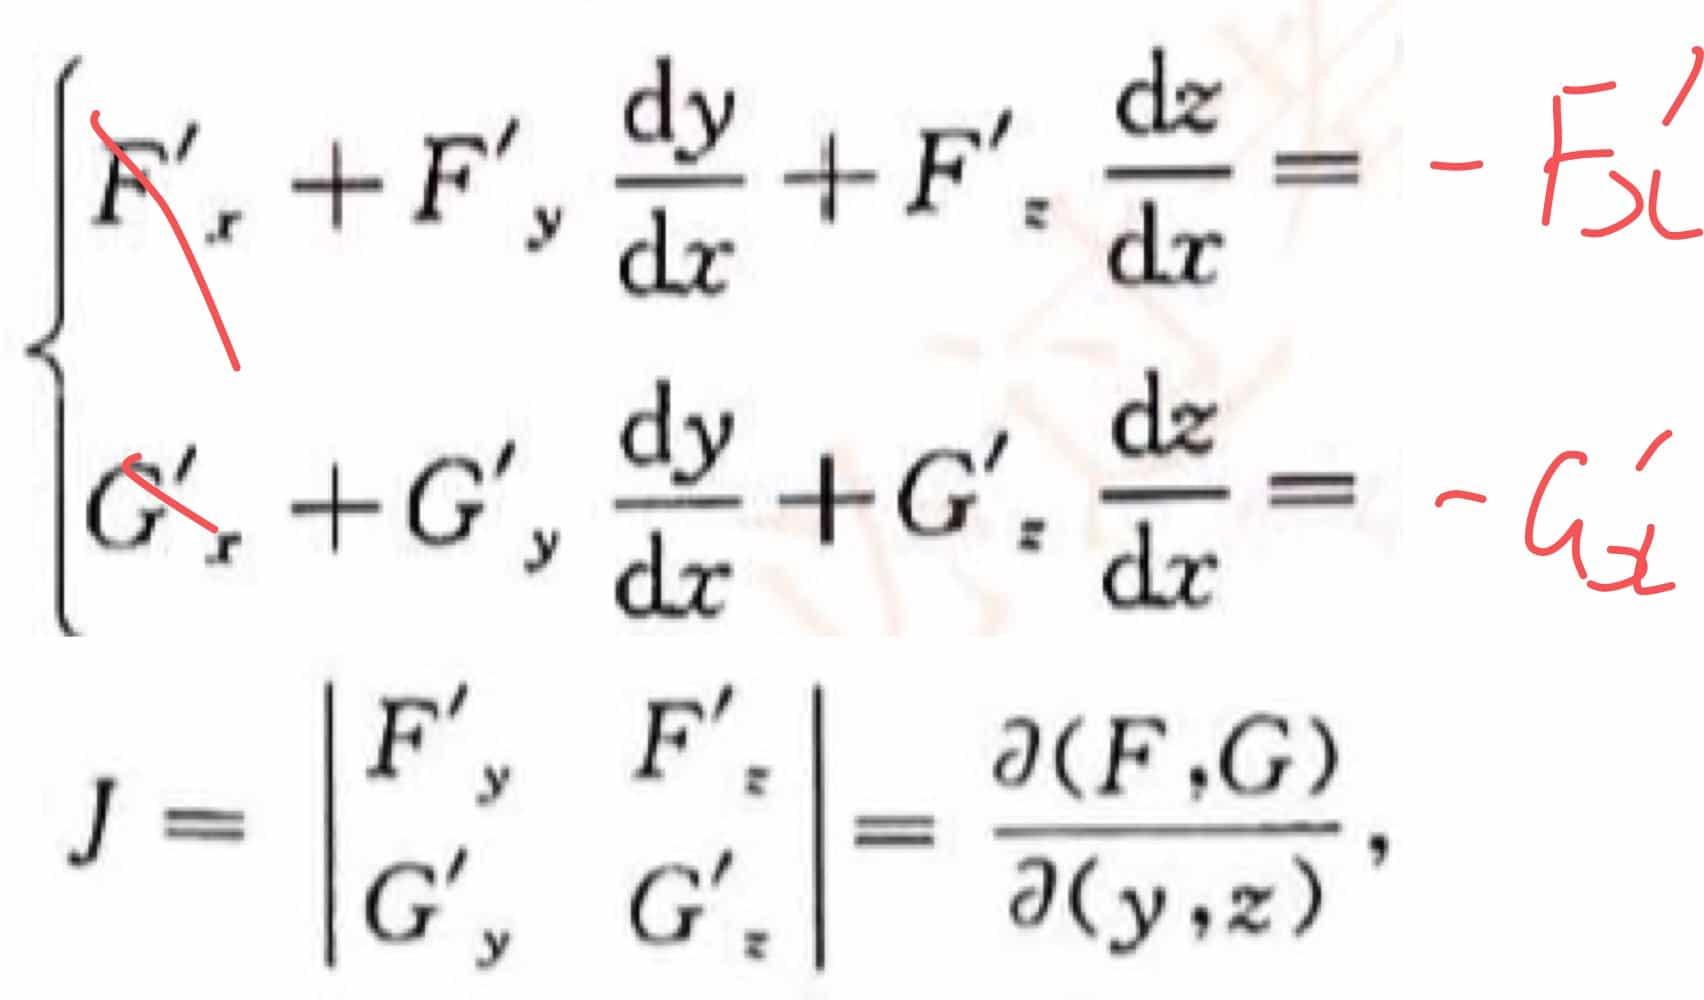 F′x + F′y dy/dx + F′z dz/dx = - Fx′
G′x + G′y dy/dx + G′z dz/dx = - Gx′
J = | F′y F′z ; G′y G′z | = ∂(F,G)/∂(y,z),